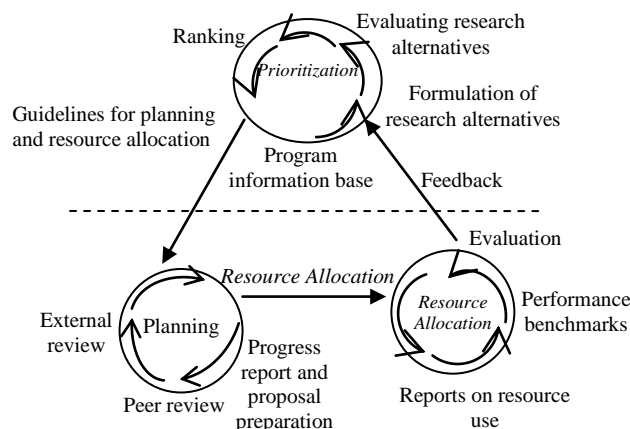 Ranking
Evaluating research
alternatives
Prioritization
Formulation of
research alternatives
Guidelines for planning
and resource allocation
Program
information base
Feedback
Evaluation
Resource Allocation
Planning
External
review
Resource
Allocation
Performance
benchmarks
Progress
report and
proposal
preparation
Peer review
Reports on resource
use